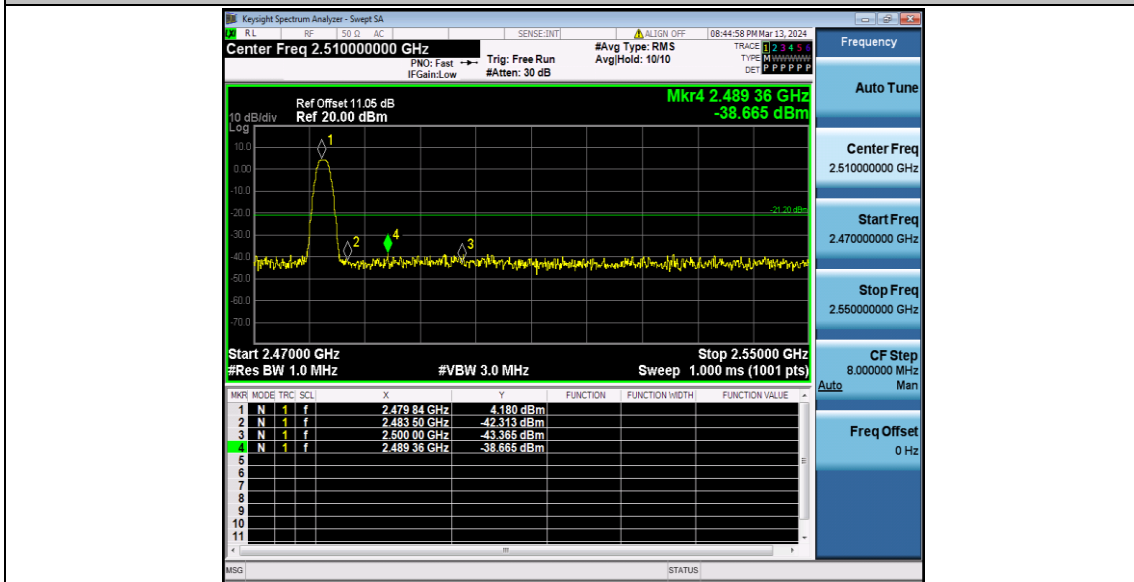 Keysight Spectrum Analyzer - Swept SA
RL RF 50 Ω AC SENSE:INT ALIGN OFF 08:44:58 PM Mar 13, 2024
Center Freq 2.510000000 GHz
PNO: Fast
IFGain:Low
Trig: Free Run
#Atten: 30 dB
#Avg Type: RMS
Avg|Hold: 10/10
TRACE 1 2 3 4 5 6
TYPE M W W W W W
DET P P P P P P
Ref Offset 11.05 dB
10 dB/div Ref 20.00 dBm
Log
Mkr4 2.489 36 GHz
-38.665 dBm
10.0
0.00
-10.0
-20.0
-30.0
-40.0
-50.0
-60.0
-70.0
1
2
4
3
-21.20 dBm
Start 2.47000 GHz Stop 2.55000 GHz
#Res BW 1.0 MHz #VBW 3.0 MHz Sweep 1.000 ms (1001 pts)
MKR MODE TRC SCL X Y FUNCTION FUNCTION WIDTH FUNCTION VALUE
1 N 1 f 2.479 84 GHz 4.180 dBm
2 N 1 f 2.483 50 GHz -42.313 dBm
3 N 1 f 2.500 00 GHz -43.365 dBm
4 N 1 f 2.489 36 GHz -38.665 dBm
5
6
7
8
9
10
11
MSG STATUS
Frequency
Auto Tune
Center Freq
2.510000000 GHz
Start Freq
2.470000000 GHz
Stop Freq
2.550000000 GHz
CF Step
8.000000 MHz
Auto Man
Freq Offset
0 Hz